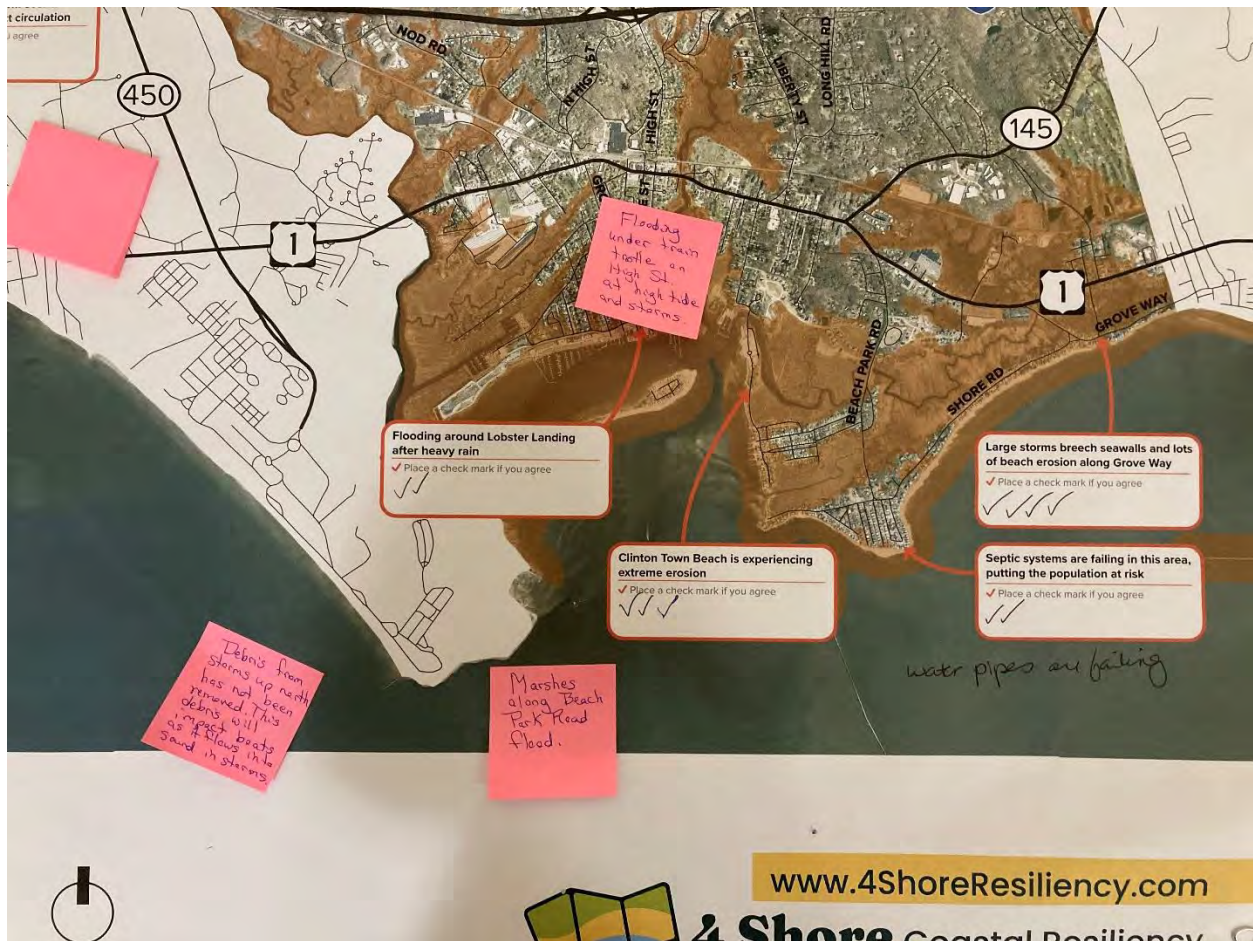 t circulation
agree
450
NOD RD
N HIGH ST
HIGH ST
LIBERTY ST
LONG HILL RD
145
1
1
GROVE WAY
BEACH PARK RD
SHORE RD
Flooding
under train
trstle on
High St.
at high tide
and storms.
Flooding around Lobster Landing
after heavy rain
✓ Place a check mark if you agree
✓✓
Large storms breech seawalls and lots
of beach erosion along Grove Way
✓ Place a check mark if you agree
✓✓✓✓
Clinton Town Beach is experiencing
extreme erosion
✓ Place a check mark if you agree
✓✓✓
Septic systems are failing in this area,
putting the population at risk
✓ Place a check mark if you agree
✓✓
water pipes are failing
Debris from
storms up north
has not been
removed. This
debris will
impact boats
as it flows into
sound in storms.
Marshes
along Beach
Park Road
flood.
www.4ShoreResiliency.com
4 Shore Coastal Resiliency